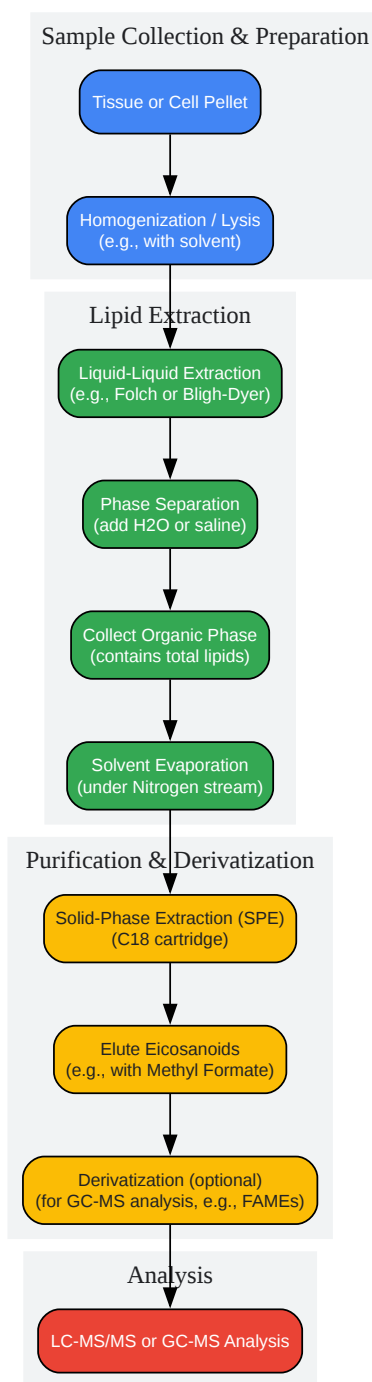 Sample Collection & Preparation
Tissue or Cell Pellet
Homogenization / Lysis
(e.g., with solvent)
Lipid Extraction
Liquid-Liquid Extraction
(e.g., Folch or Bligh-Dyer)
Phase Separation
(add H2O or saline)
Collect Organic Phase
(contains total lipids)
Solvent Evaporation
(under Nitrogen stream)
Purification & Derivatization
Solid-Phase Extraction (SPE)
(C18 cartridge)
Elute Eicosanoids
(e.g., with Methyl Formate)
Derivatization (optional)
(for GC-MS analysis, e.g., FAMEs)
Analysis
LC-MS/MS or GC-MS Analysis